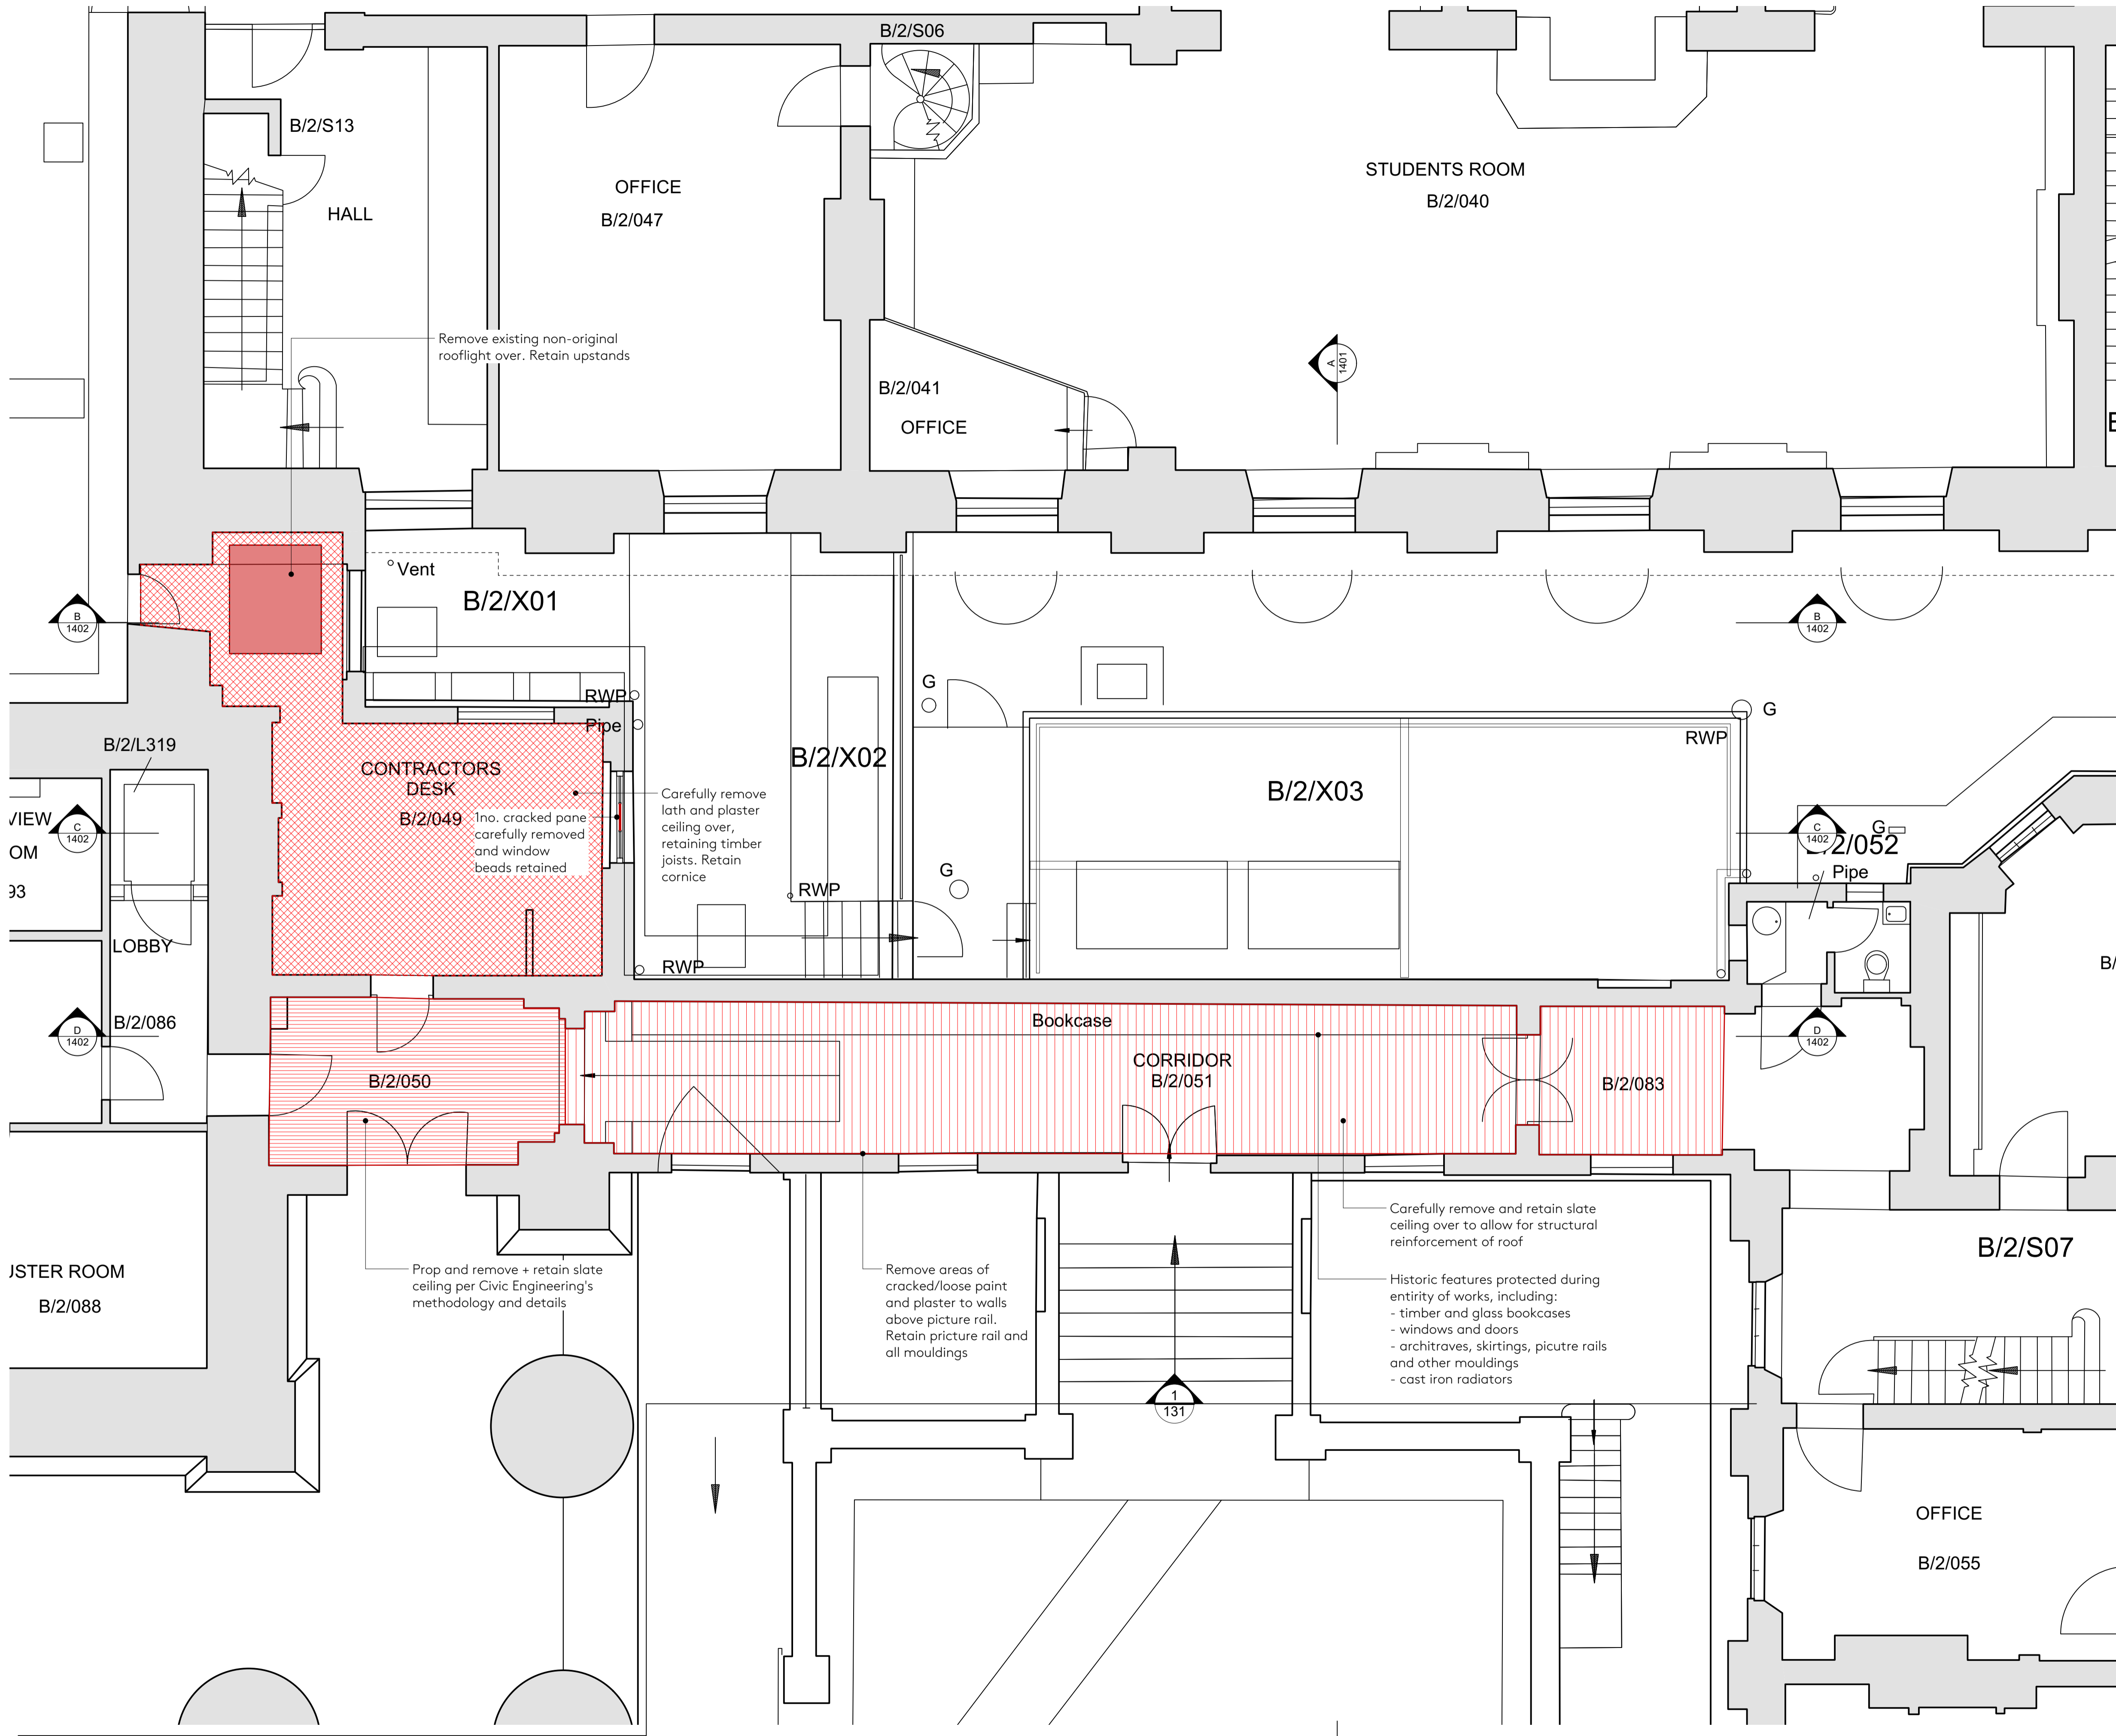 B/2/S06
B/2/S13
HALL
OFFICE
B/2/047
STUDENTS ROOM
B/2/040
Remove existing non-original
rooflight over. Retain upstands
A
1401
B/2/041
OFFICE
Vent
B/2/X01
B
1402
B
1402
RWP
Pipe
G
G
RWP
B/2/L319
B/2/X02
CONTRACTORS
DESK
B/2/049
B/2/X03
Carefully remove
lath and plaster
ceiling over,
retaining timber
joists. Retain
cornice
1no. cracked pane
carefully removed
and window
beads retained
VIEW
OM
93
C
1402
C
1402
G
2/052
Pipe
G
RWP
LOBBY
RWP
B/2/086
D
1402
D
1402
Bookcase
CORRIDOR
B/2/051
B/2/050
B/2/083
B/
Carefully remove and retain slate
ceiling over to allow for structural
reinforcement of roof
B/2/S07
Prop and remove + retain slate
ceiling per Civic Engineering's
methodology and details
Remove areas of
cracked/loose paint
and plaster to walls
above picture rail.
Retain pricture rail and
all mouldings
Historic features protected during
entirity of works, including:
- timber and glass bookcases
- windows and doors
- architraves, skirtings, picutre rails
and other mouldings
- cast iron radiators
USTER ROOM
B/2/088
1
131
OFFICE
B/2/055